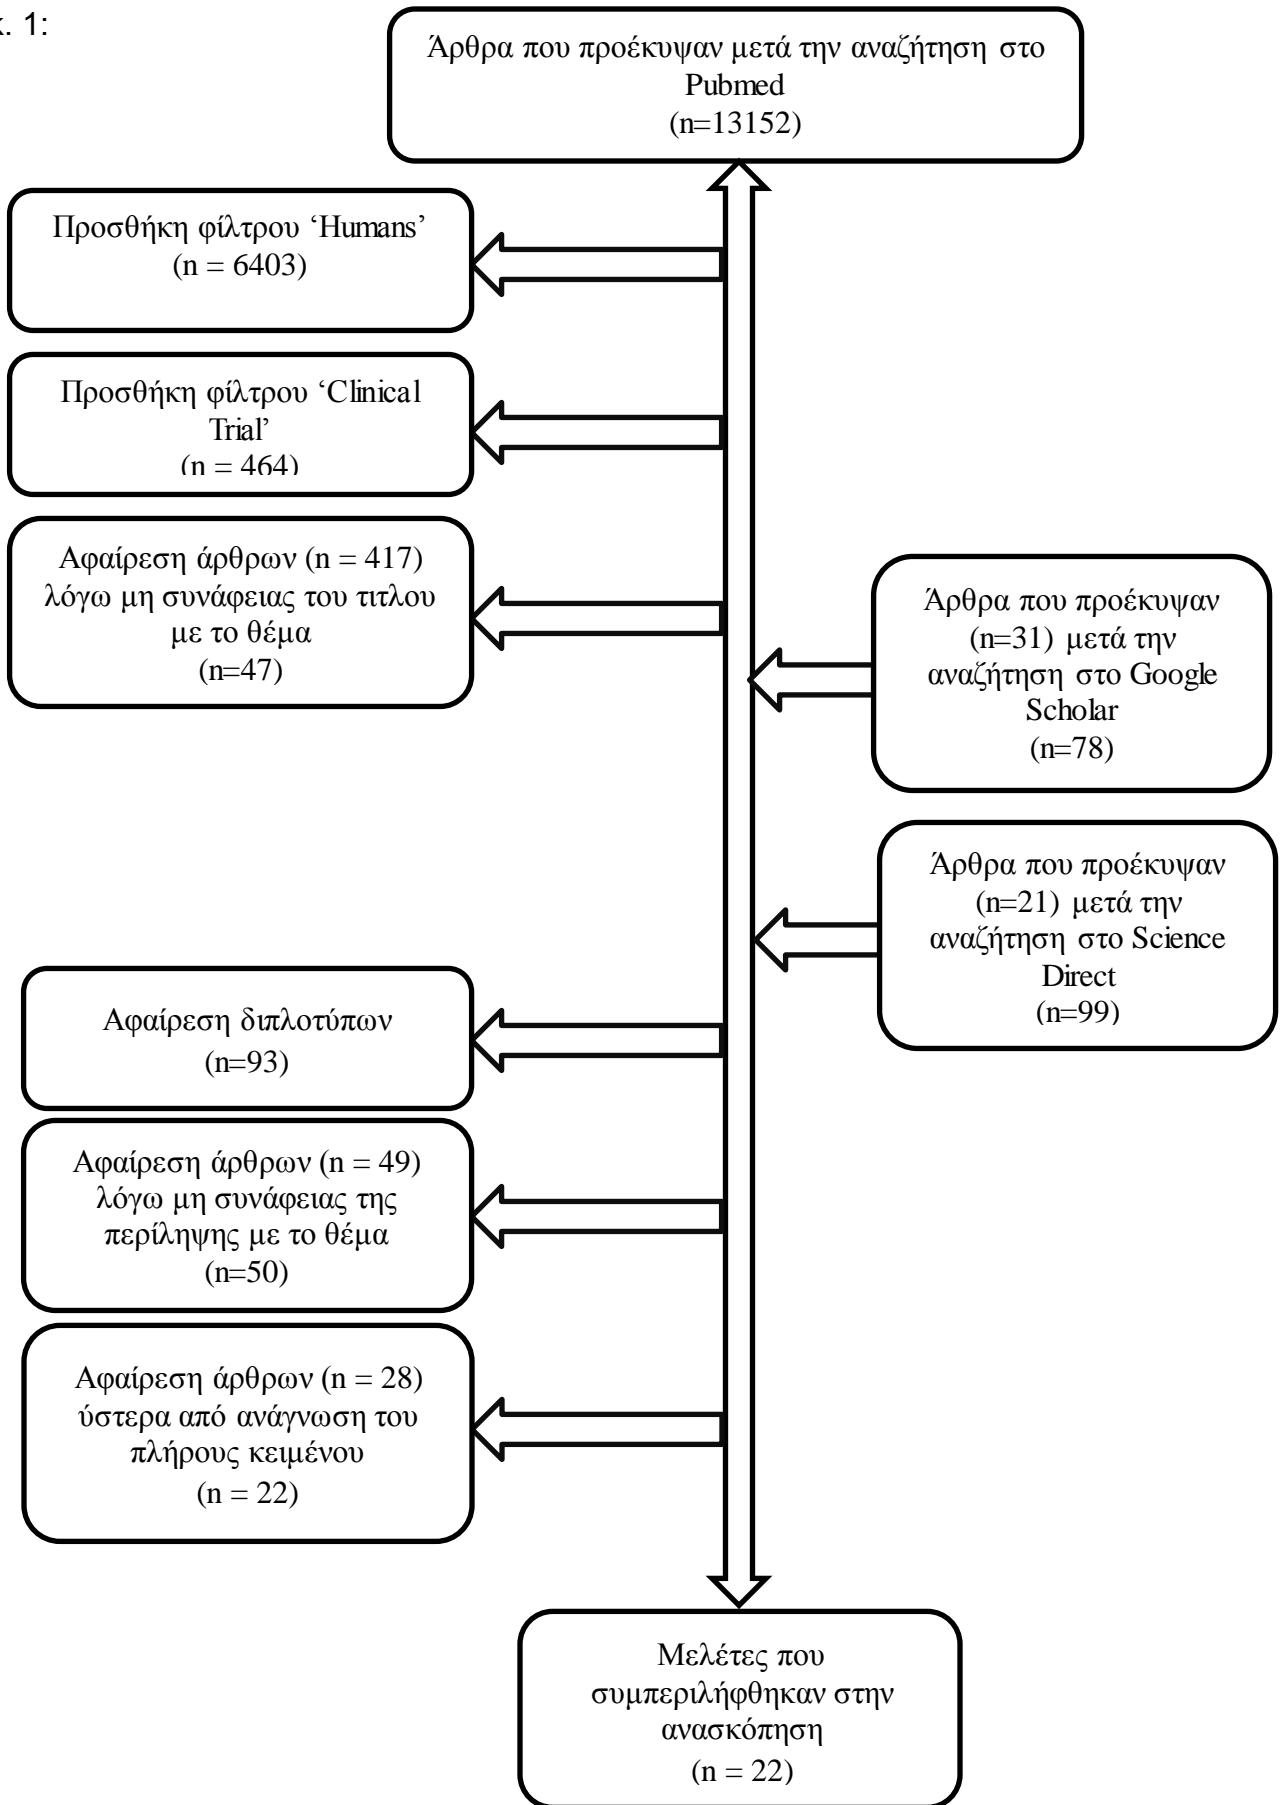 κ. 1:
Άρθρα που προέκυψαν μετά την αναζήτηση στο
Pubmed
(n=13152)
Προσθήκη φίλτρου ‘Humans’
(n = 6403)
Προσθήκη φίλτρου ‘Clinical
Trial’
(n = 464)
Αφαίρεση άρθρων (n = 417)
λόγω μη συνάφειας του τιτλου
με το θέμα
(n=47)
Άρθρα που προέκυψαν
(n=31) μετά την
αναζήτηση στο Google
Scholar
(n=78)
Άρθρα που προέκυψαν
(n=21) μετά την
αναζήτηση στο Science
Direct
(n=99)
Αφαίρεση διπλοτύπων
(n=93)
Αφαίρεση άρθρων (n = 49)
λόγω μη συνάφειας της
περίληψης με το θέμα
(n=50)
Αφαίρεση άρθρων (n = 28)
ύστερα από ανάγνωση του
πλήρους κειμένου
(n = 22)
Μελέτες που
συμπεριλήφθηκαν στην
ανασκόπηση
(n = 22)